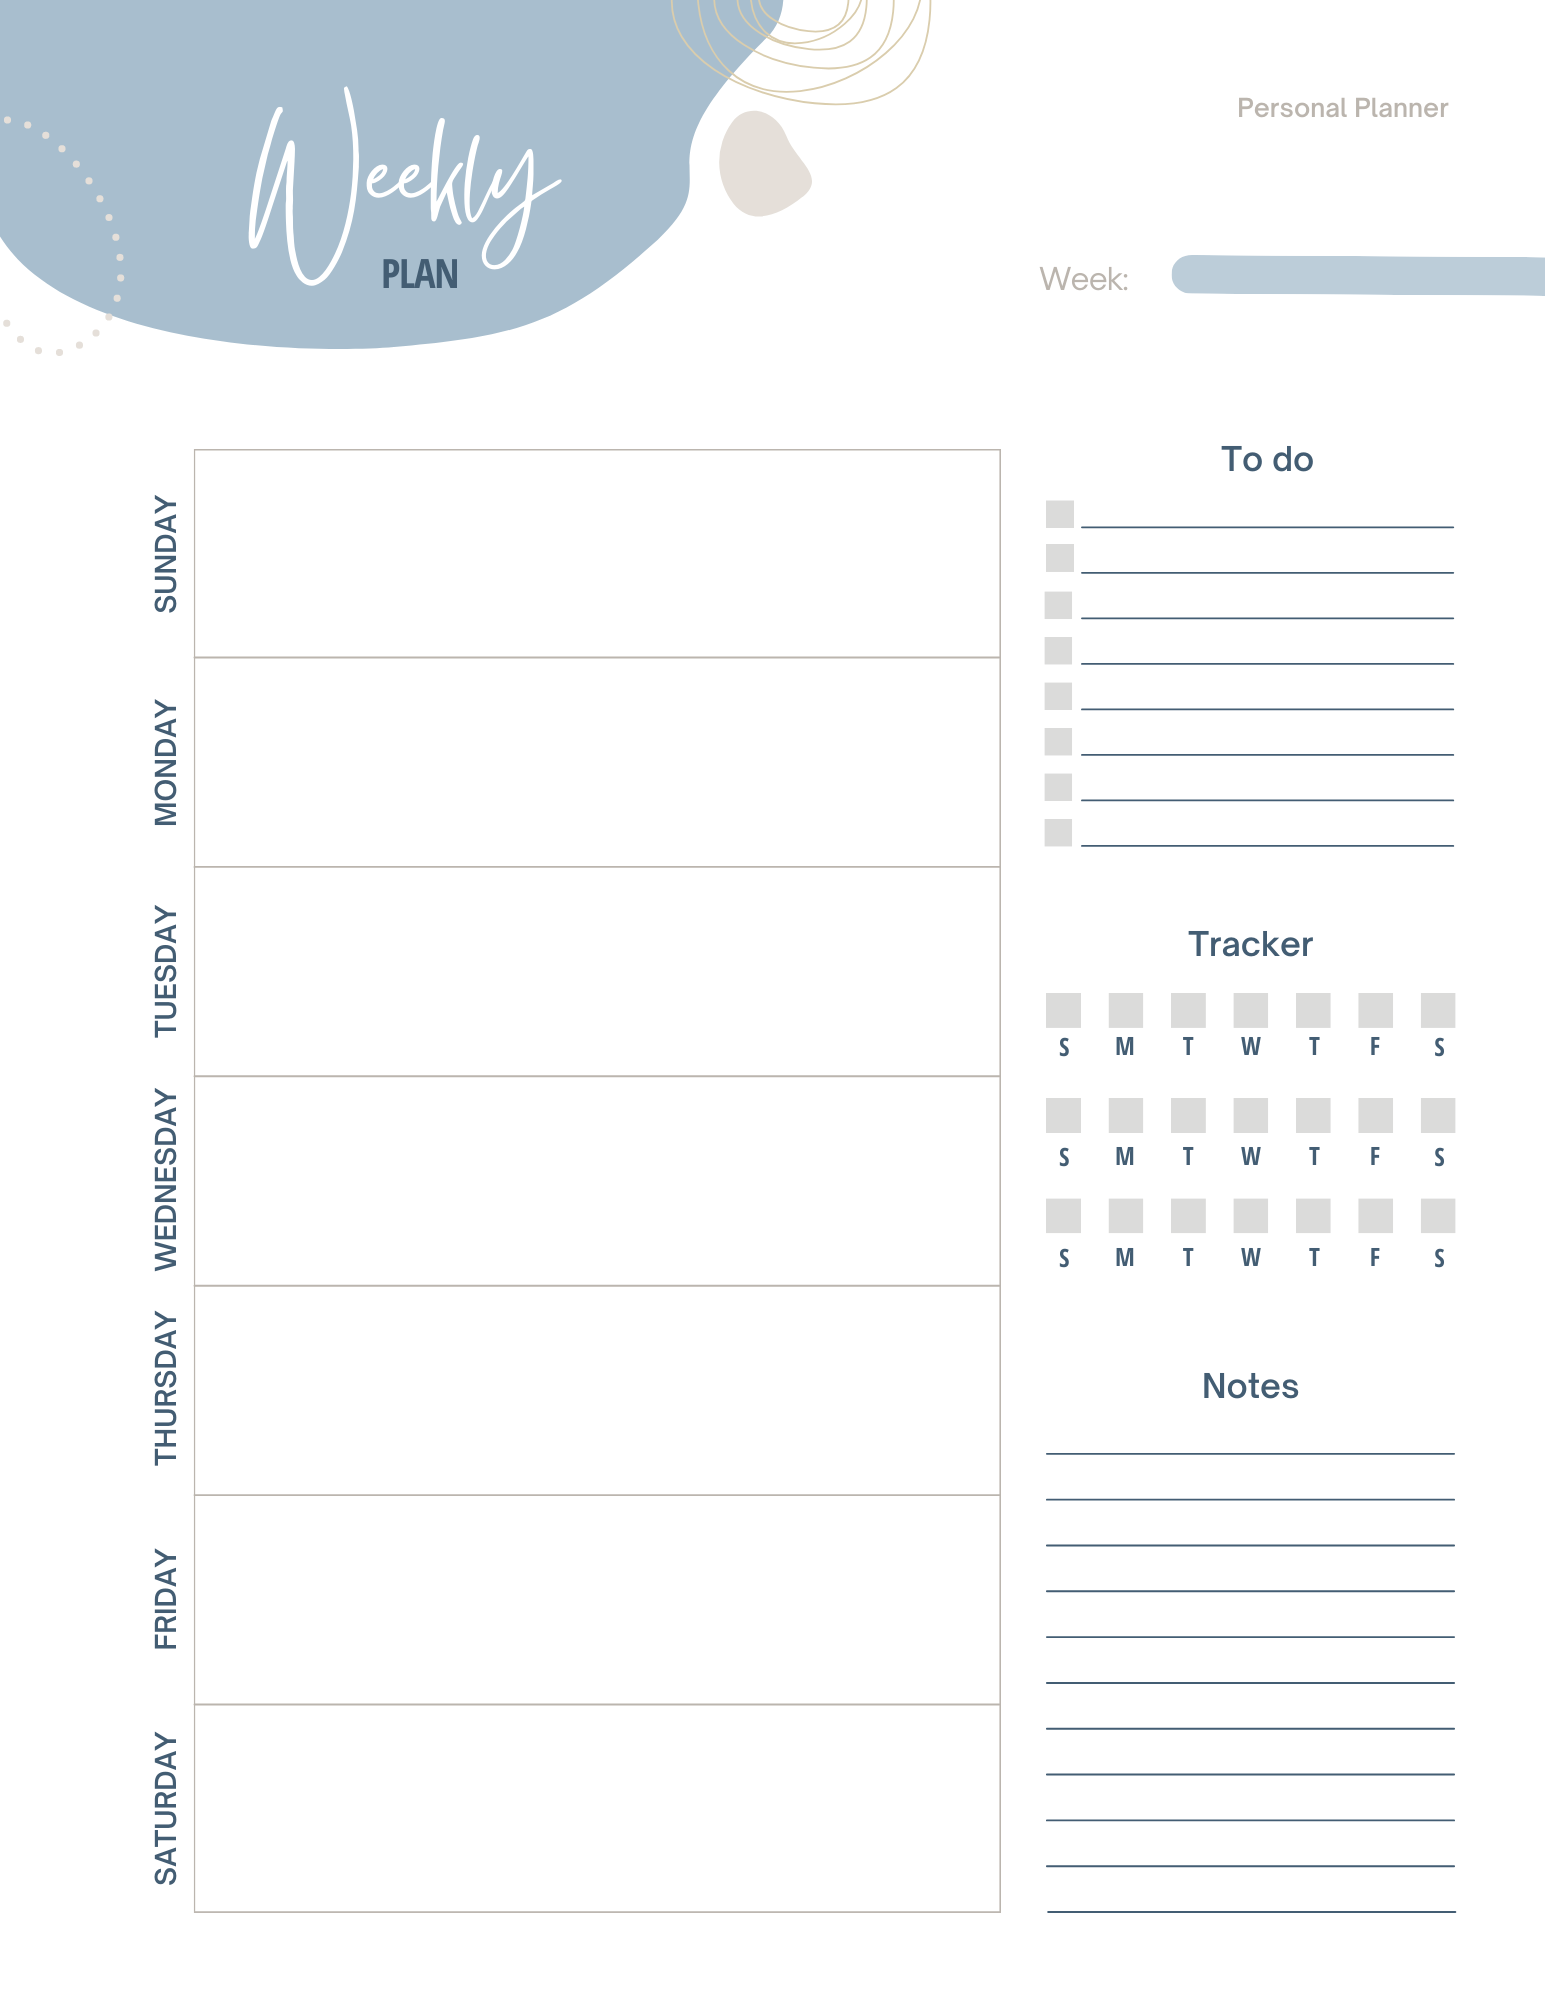 Personal Planner
Weekly
PLAN
Week:
SUNDAY
MONDAY
TUESDAY
WEDNESDAY
THURSDAY
FRIDAY
SATURDAY
To do
Tracker
S M T W T F S
S M T W T F S
S M T W T F S
Notes